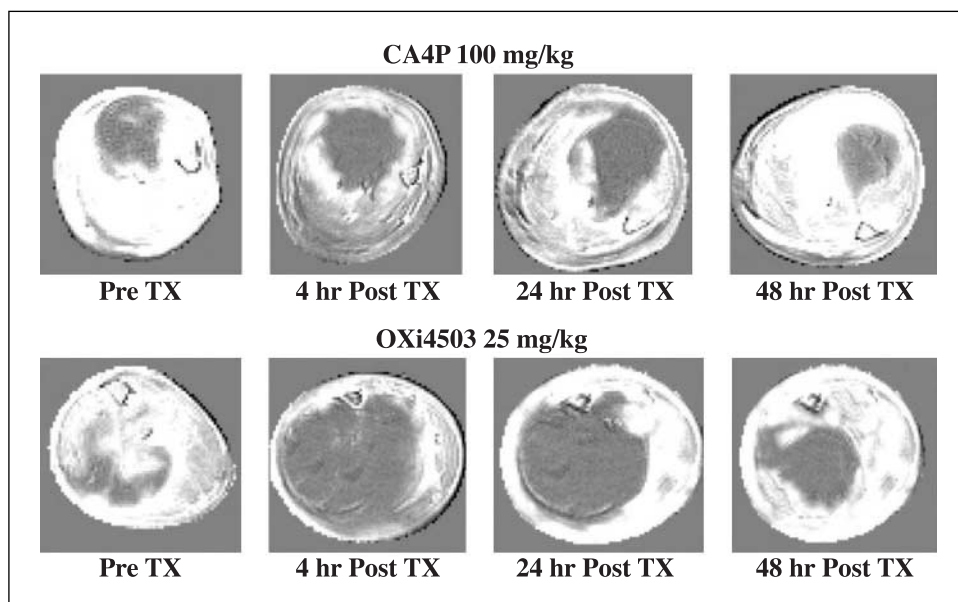 CA4P 100 mg/kg
Pre TX 4 hr Post TX 24 hr Post TX 48 hr Post TX
OXi4503 25 mg/kg
Pre TX 4 hr Post TX 24 hr Post TX 48 hr Post TX